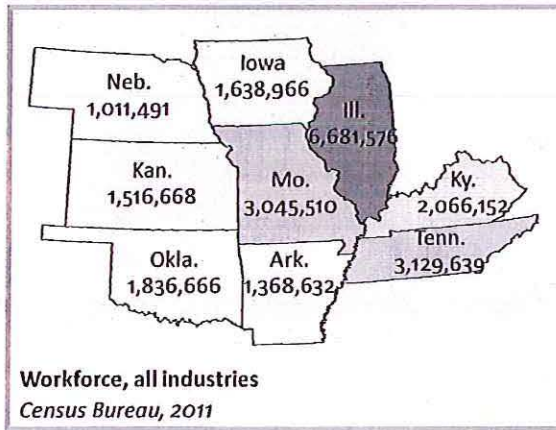 Iowa
1,638,966
Neb.
1,011,491
Ill.
6,681,576
Kan.
1,516,668
Mo.
3,045,510
Ky.
2,066,152
Tenn.
3,129,639
Okla.
1,836,666
Ark.
1,368,632
Workforce, all industries
Census Bureau, 2011